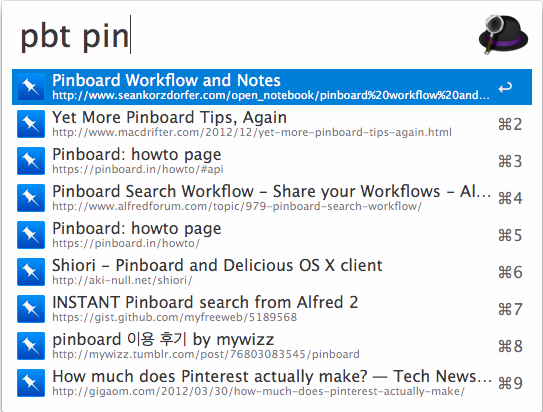 pbt pin
Pinboard Workflow and Notes
http://www.seankorzdorfer.com/open_notebook/pinboard%20workflow%20and...
↩
Yet More Pinboard Tips, Again
http://www.macdrifter.com/2012/12/yet-more-pinboard-tips-again.html
⌘2
Pinboard: howto page
https://pinboard.in/howto/#api
⌘3
Pinboard Search Workflow – Share your Workflows – Al...
http://www.alfredforum.com/topic/979-pinboard-search-workflow/
⌘4
Pinboard: howto page
https://pinboard.in/howto/
⌘5
Shiori – Pinboard and Delicious OS X client
http://aki-null.net/shiori/
⌘6
INSTANT Pinboard search from Alfred 2
https://gist.github.com/myfreeweb/5189568
⌘7
pinboard 이용 후기 by mywizz
http://mywizz.tumblr.com/post/76803083545/pinboard
⌘8
How much does Pinterest actually make? — Tech News...
http://gigaom.com/2012/03/30/how-much-does-pinterest-actually-make/
⌘9